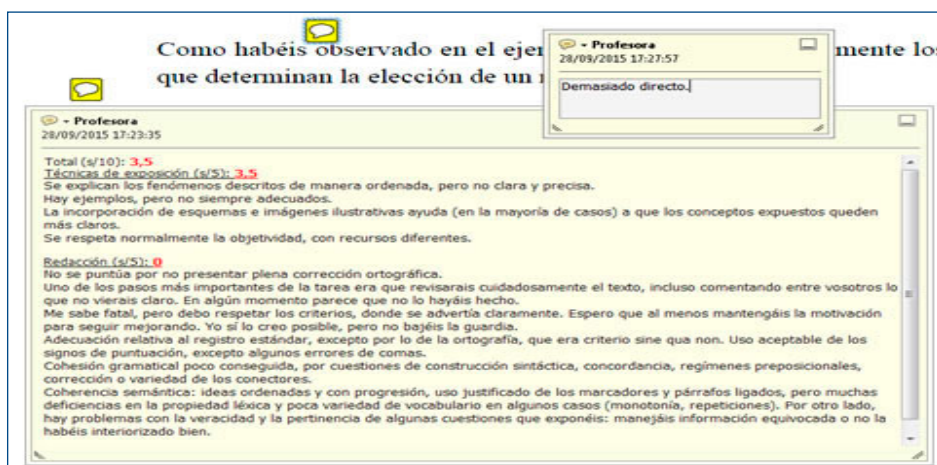 Como habéis observado en el ejer
mente los
que determinan la elección de un
- Profesora
28/09/2015 17:27:57
Demasiado directo.
- Profesora
28/09/2015 17:23:35
Total (s/10): 3,5
Técnicas de exposición (s/5): 3,5
Se explican los fenómenos descritos de manera ordenada, pero no clara y precisa.
Hay ejemplos, pero no siempre adecuados.
La incorporación de esquemas e imágenes ilustrativas ayuda (en la mayoría de casos) a que los conceptos expuestos queden
más claros.
Se respeta normalmente la objetividad, con recursos diferentes.
Redacción (s/5): 0
No se puntúa por no presentar plena corrección ortográfica.
Uno de los pasos más importantes de la tarea era que revisarais cuidadosamente el texto, incluso comentando entre vosotros lo
que no vierais claro. En algún momento parece que no lo hayáis hecho.
Me sabe fatal, pero debo respetar los criterios, donde se advertía claramente. Espero que al menos mantengáis la motivación
para seguir mejorando. Yo sí lo creo posible, pero no bajéis la guardia.
Adecuación relativa al registro estándar, excepto por lo de la ortografía, que era criterio sine qua non. Uso aceptable de los
signos de puntuación, excepto algunos errores de comas.
Cohesión gramatical poco conseguida, por cuestiones de construcción sintáctica, concordancia, regímenes preposicionales,
corrección o variedad de los conectores.
Coherencia semántica: ideas ordenadas y con progresión, uso justificado de los marcadores y párrafos ligados, pero muchas
deficiencias en la propiedad léxica y poca variedad de vocabulario en algunos casos (monotonía, repeticiones). Por otro lado,
hay problemas con la veracidad y la pertinencia de algunas cuestiones que exponéis: manejáis información equivocada o no la
habéis interiorizado bien.